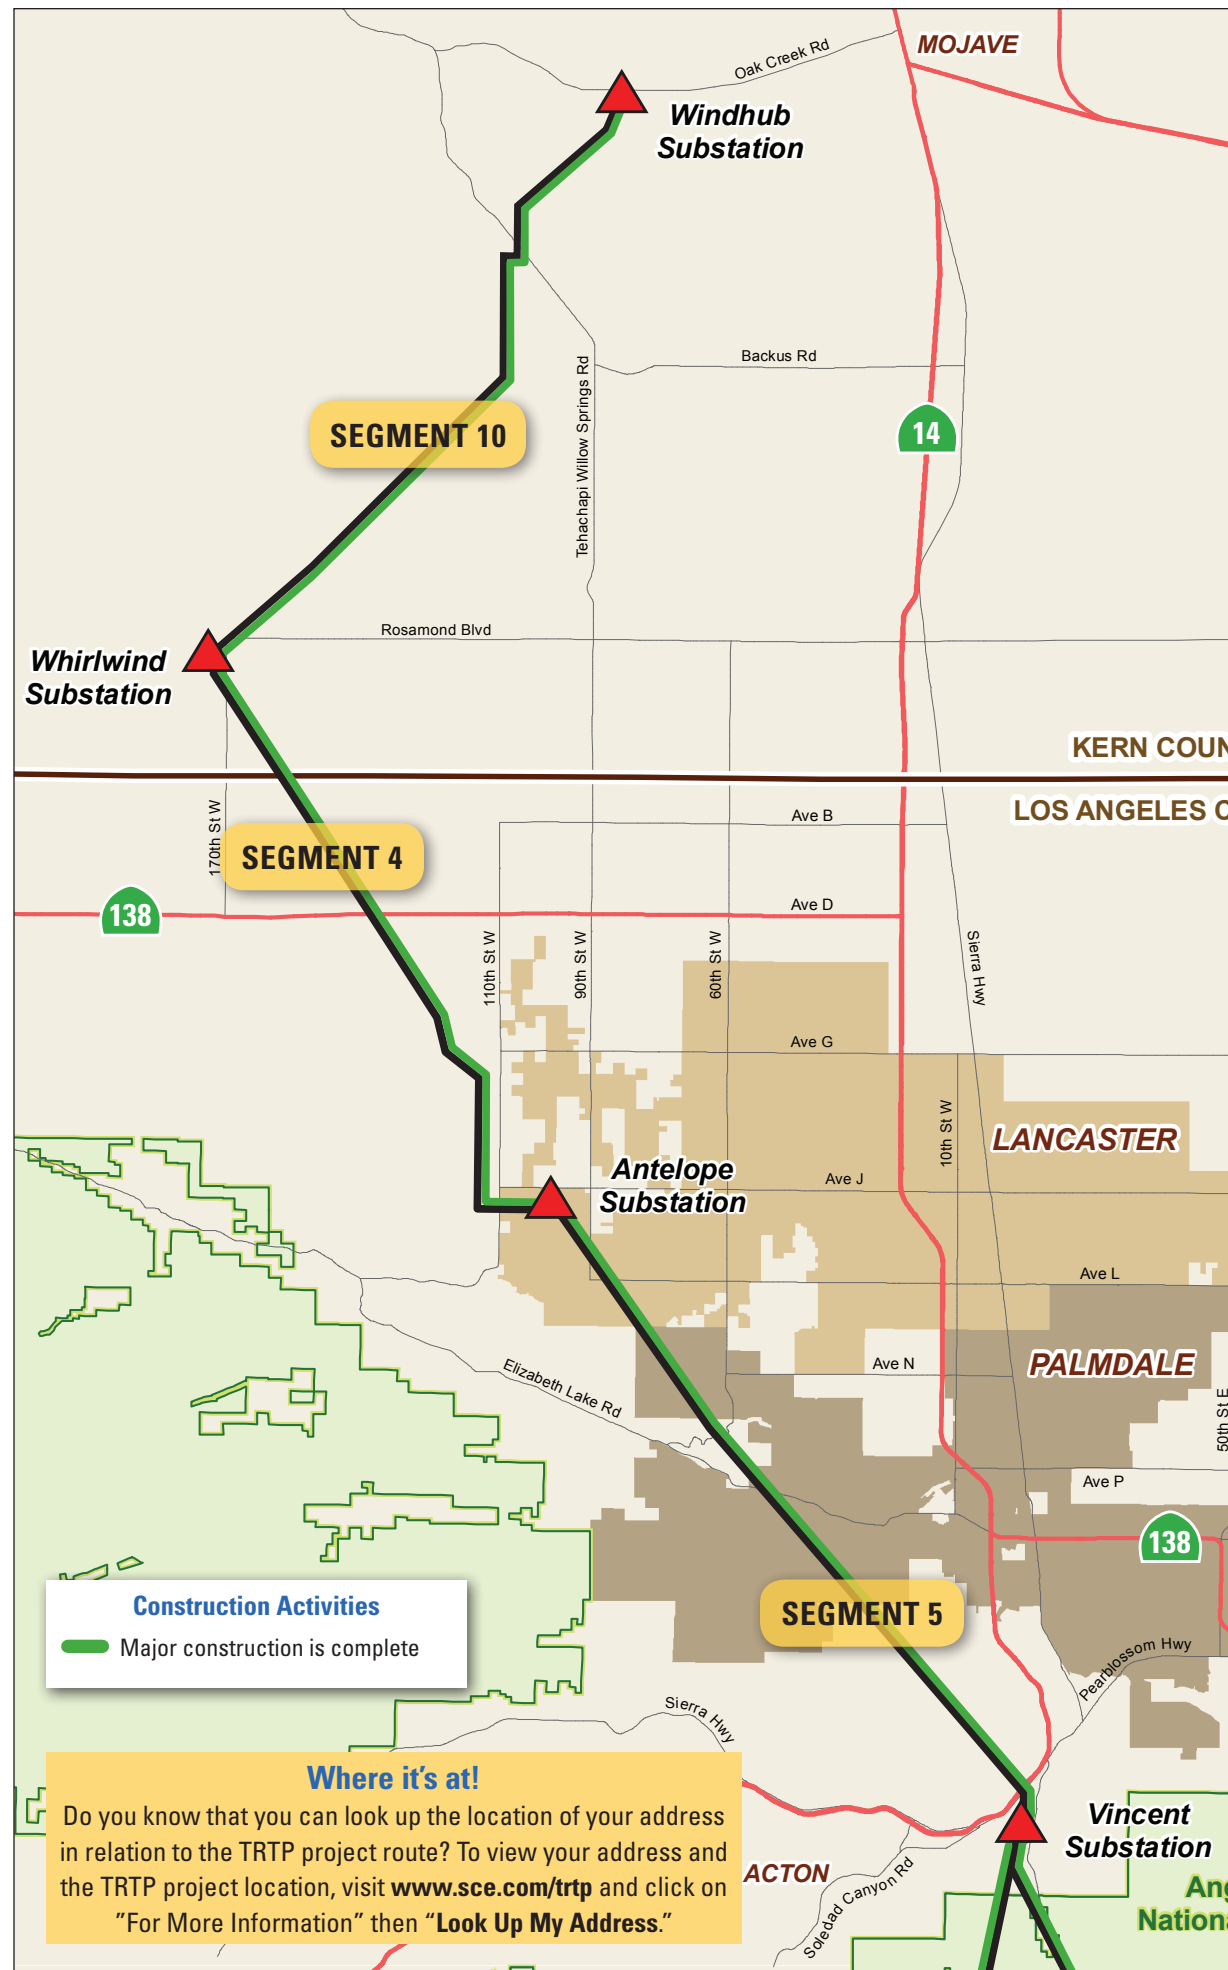 MOJAVE
Oak Creek Rd
Windhub
Substation
Backus Rd
Tehachapi Willow Springs Rd
14
SEGMENT 10
Rosamond Blvd
Whirlwind
Substation
KERN COUN
LOS ANGELES C
170th St W
Ave B
SEGMENT 4
138
Ave D
110th St W
90th St W
60th St W
Sierra Hwy
Ave G
10th St W
LANCASTER
Antelope
Substation
Ave J
Ave L
Elizabeth Lake Rd
Ave N
PALMDALE
50th St E
Ave P
138
Construction Activities
Major construction is complete
SEGMENT 5
Pearblossom Hwy
Sierra Hwy
Where it's at!
Do you know that you can look up the location of your address
in relation to the TRTP project route? To view your address and
the TRTP project location, visit www.sce.com/trtp and click on
”For More Information” then “Look Up My Address.”
ACTON
Soledad Canyon Rd
Vincent
Substation
Ang
Nationa